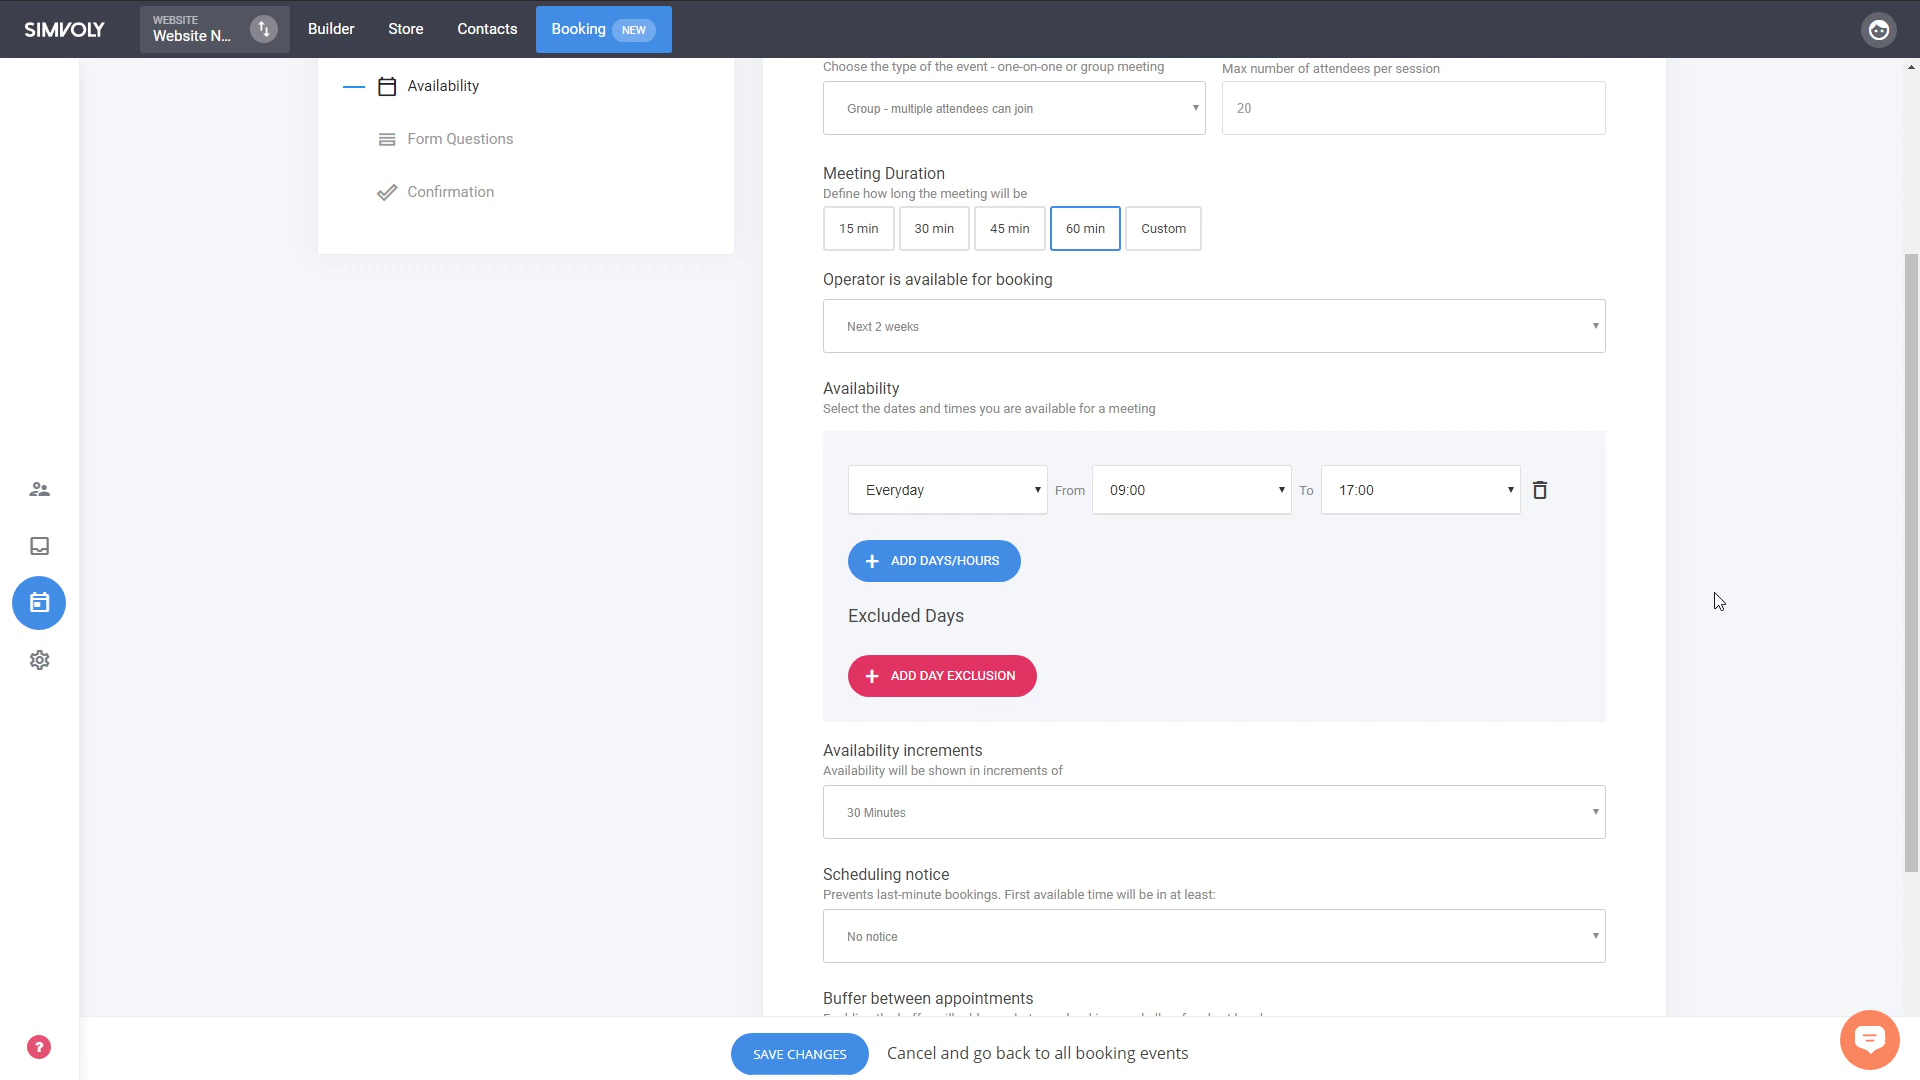 SIMVOLY
WEBSITE
Website N...
Builder
Store
Contacts
Booking NEW
Availability
Form Questions
Confirmation
Choose the type of the event - one-on-one or group meeting
Max number of attendees per session
Group - multiple attendees can join
20
Meeting Duration
Define how long the meeting will be
15 min
30 min
45 min
60 min
Custom
Operator is available for booking
Next 2 weeks
Availability
Select the dates and times you are available for a meeting
Everyday
From
09:00
To
17:00
ADD DAYS/HOURS
Excluded Days
ADD DAY EXCLUSION
Availability increments
Availability will be shown in increments of
30 Minutes
Scheduling notice
Prevents last-minute bookings. First available time will be in at least:
No notice
Buffer between appointments
?
SAVE CHANGES
Cancel and go back to all booking events